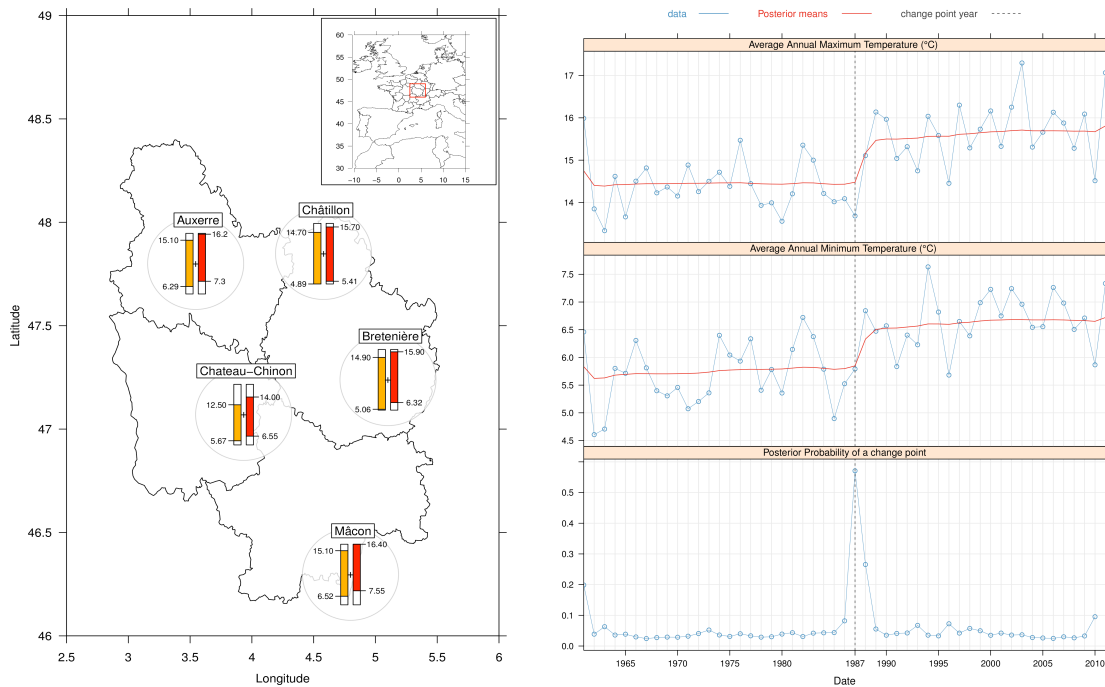 49
48.5
48
47.5
47
46.5
46
Latitude
2.5 3 3.5 4 4.5 5 5.5 6
Longitude
60
55
50
45
40
35
30
−10 −5 0 5 10 15
Auxerre
15.10 16.2
6.29 7.3
Châtillon
14.70 15.70
4.89 5.41
Bretenière
14.90 15.90
5.06 6.32
Chateau−Chinon
12.50 14.00
5.67 6.55
Mâcon
15.10 16.40
6.52 7.55
data Posterior means change point year
Average Annual Maximum Temperature (°C)
17
16
15
14
Average Annual Minimum Temperature (°C)
7.5
7.0
6.5
6.0
5.5
5.0
4.5
Posterior Probability of a change point
0.5
0.4
0.3
0.2
0.1
0.0
1965 1970 1975 1980 1987 1990 1995 2000 2005 2010
Date